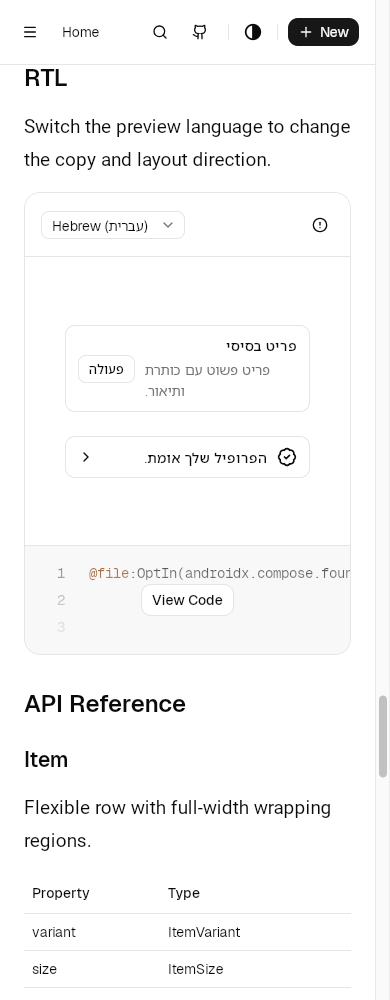 Home
New
RTL
Switch the preview language to change
the copy and layout direction.
Hebrew (עברית)
פריט בסיסי
פריט פשוט עם כותרת
ותיאור.
פעולה
הפרופיל שלך אומת.
1 @file:OptIn(androidx.compose.foun
2
View Code
3
API Reference
Item
Flexible row with full-width wrapping
regions.
Property Type
variant ItemVariant
size ItemSize